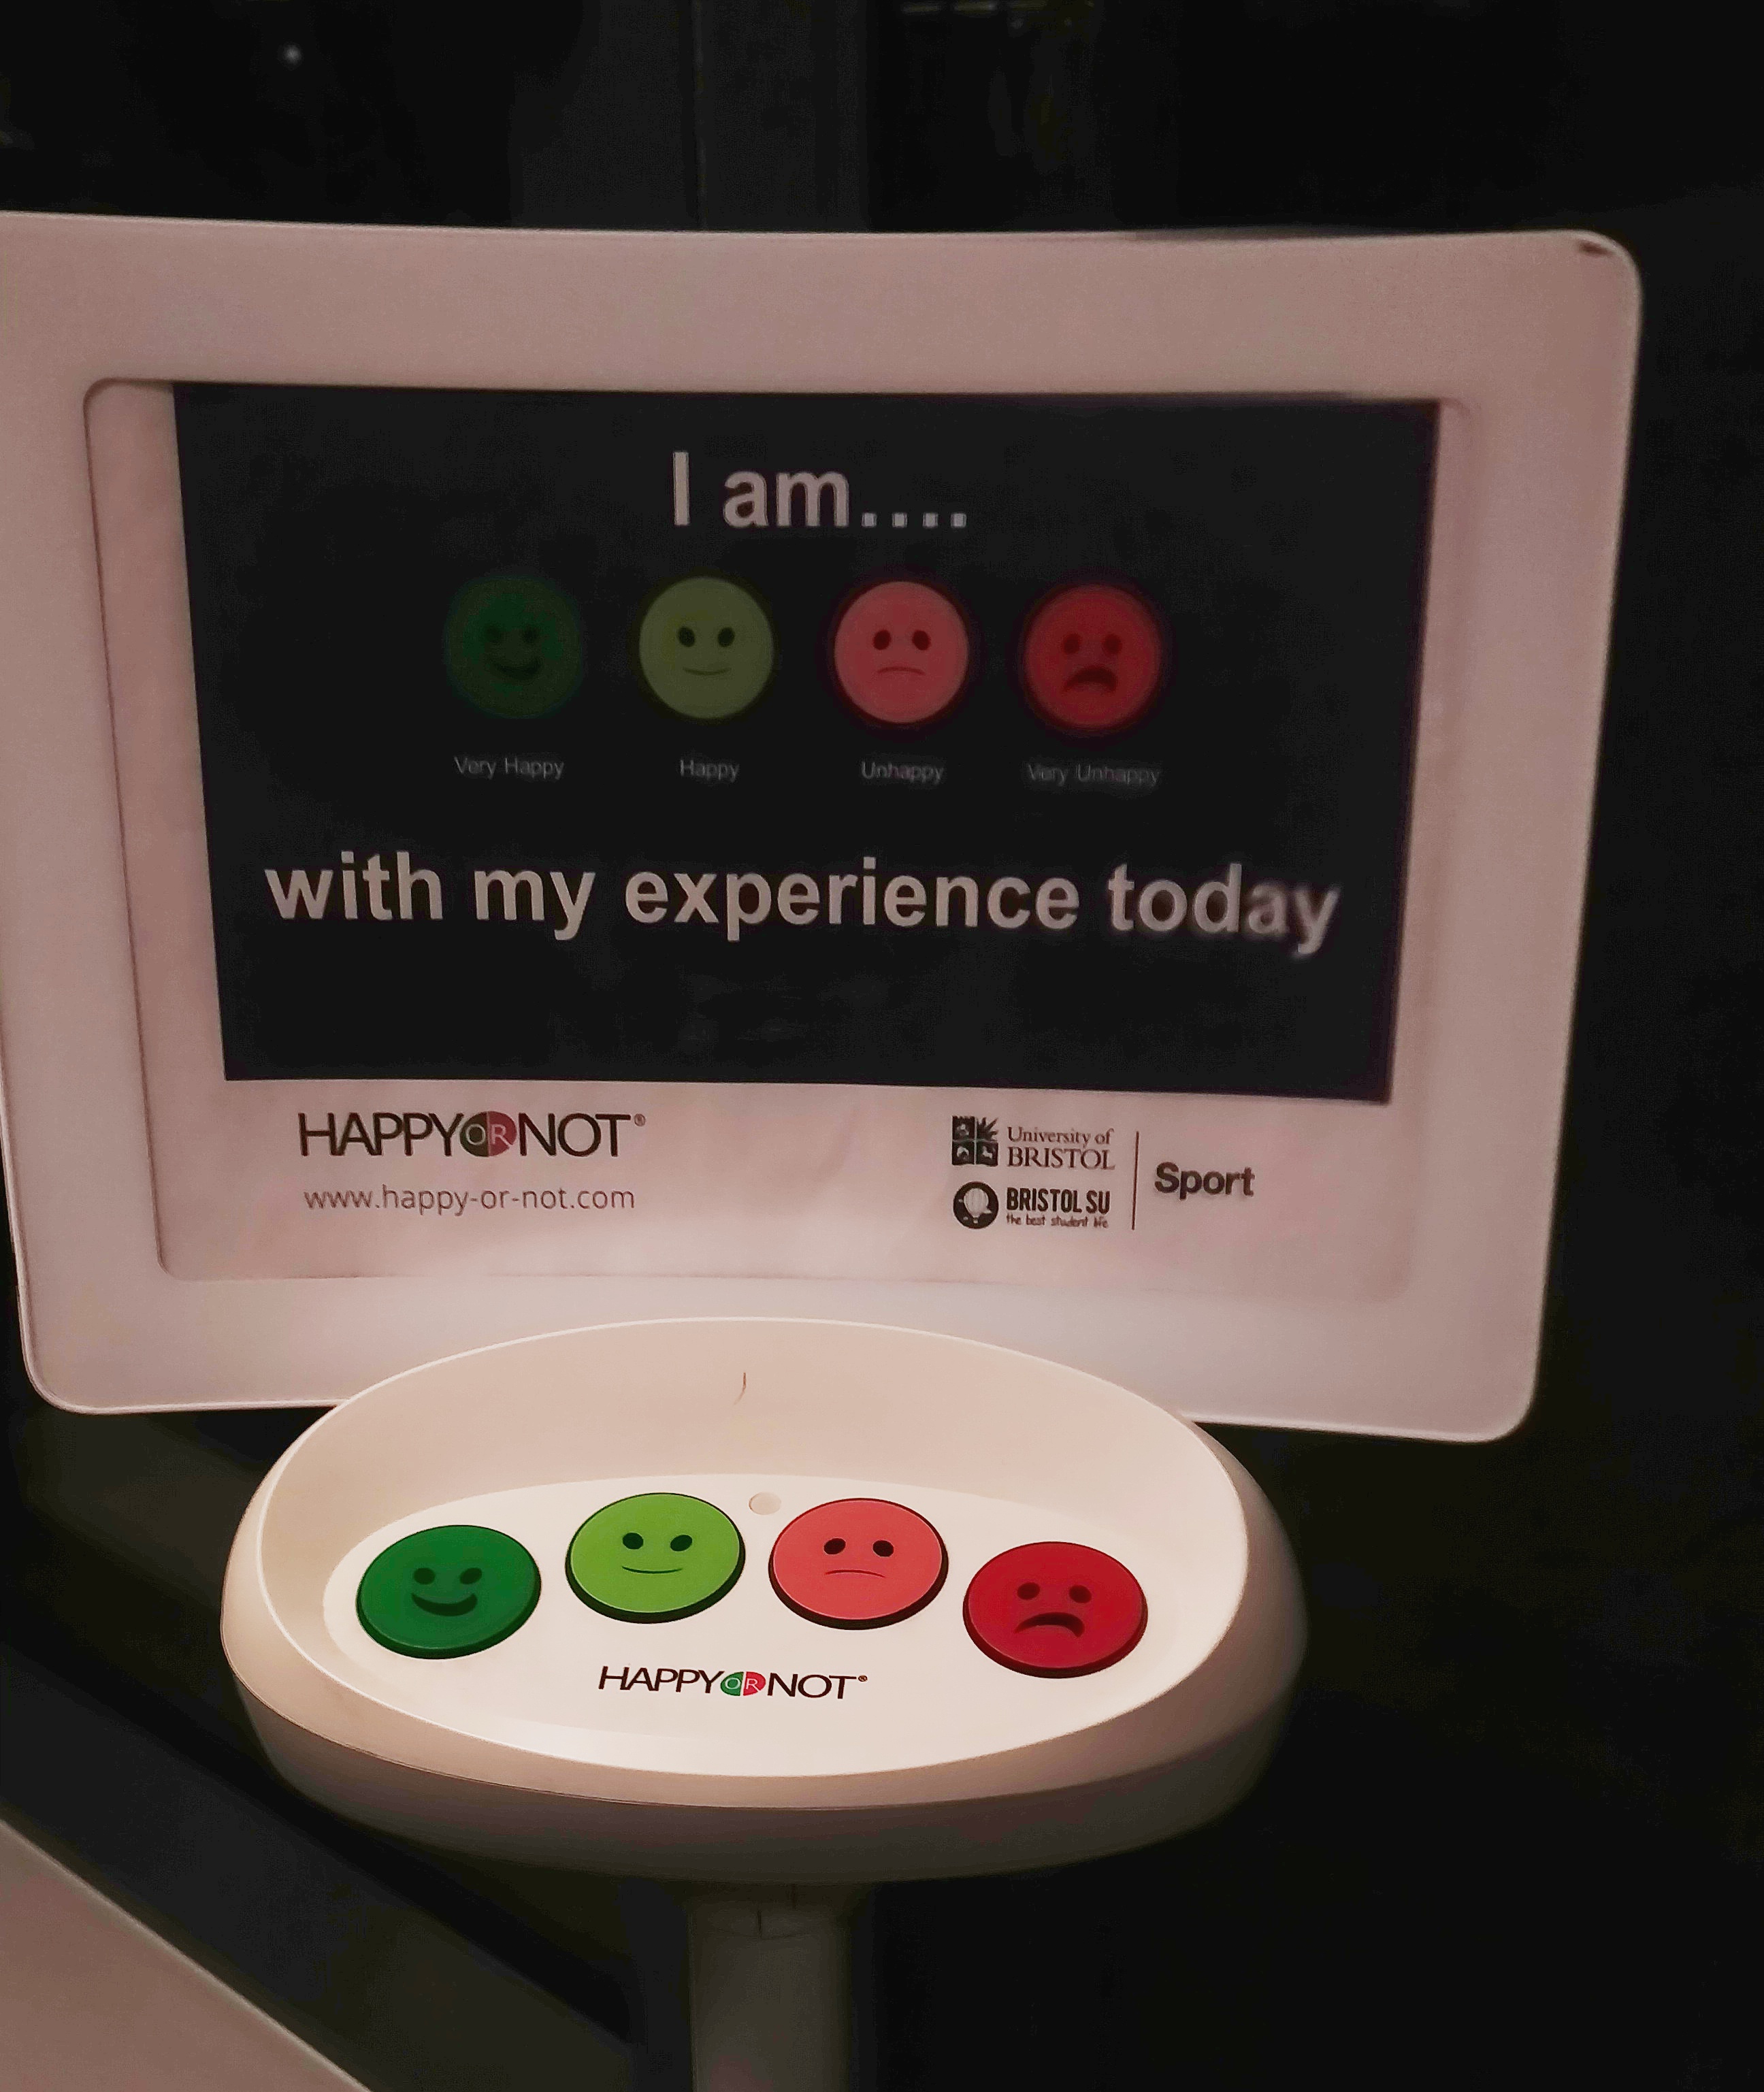 I am....
Very Happy Happy Unhappy Very Unhappy
with my experience today
HAPPYORNOT®
www.happy-or-not.com
University of
BRISTOL
BRISTOL SU
the best student life
Sport
HAPPYORNOT®